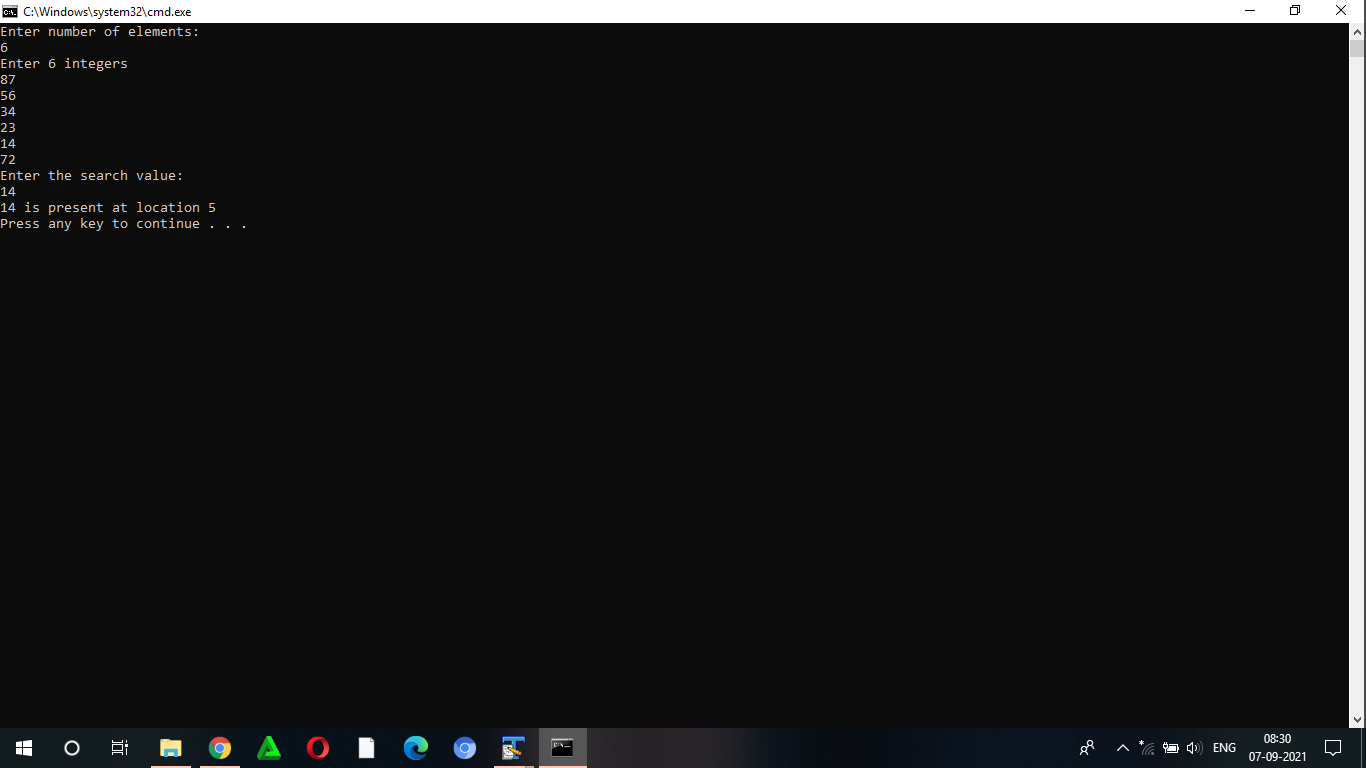 C:\Windows\system32\cmd.exe
Enter number of elements:
6
Enter 6 integers
87
56
34
23
14
72
Enter the search value:
14
14 is present at location 5
Press any key to continue . . .
ENG
08:30
07-09-2021